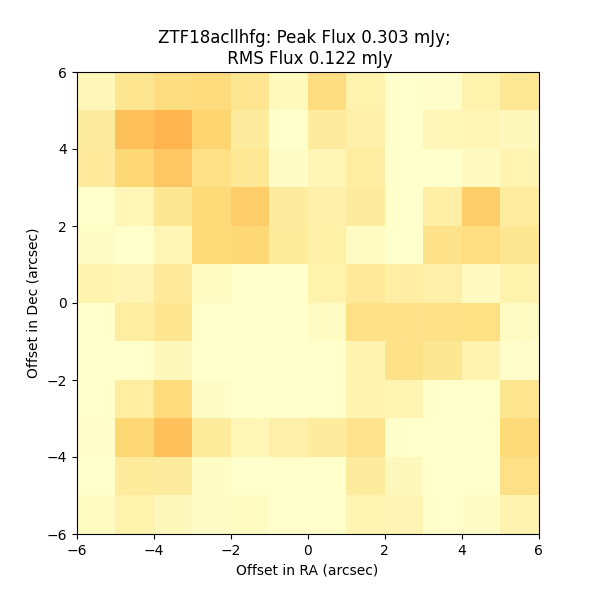 ZTF18acllhfg: Peak Flux 0.303 mJy;
RMS Flux 0.122 mJy
6
4
2
0
−2
−4
−6
Offset in Dec (arcsec)
−6 −4 −2 0 2 4 6
Offset in RA (arcsec)